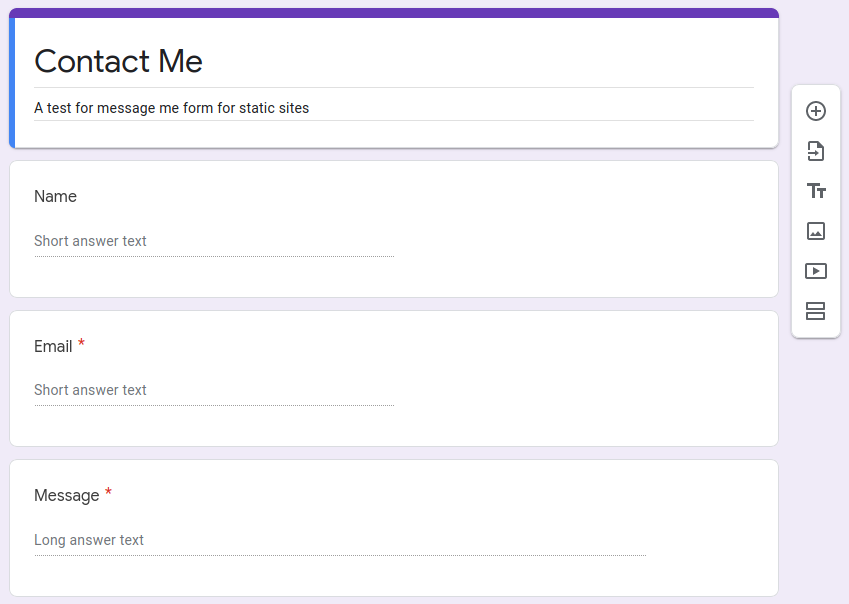 Contact Me
A test for message me form for static sites
Name
Short answer text
Email *
Short answer text
Message *
Long answer text